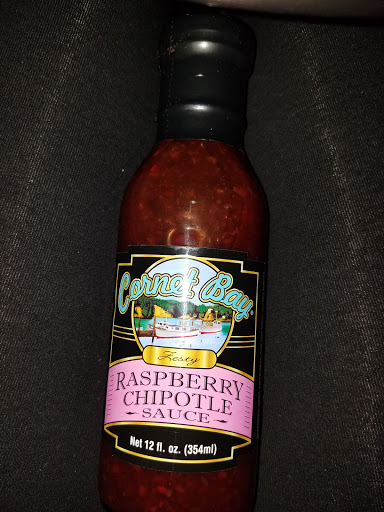 Cornet Bay®
Zesty
RASPBERRY
CHIPOTLE
SAUCE
Net 12 fl. oz. (354ml)